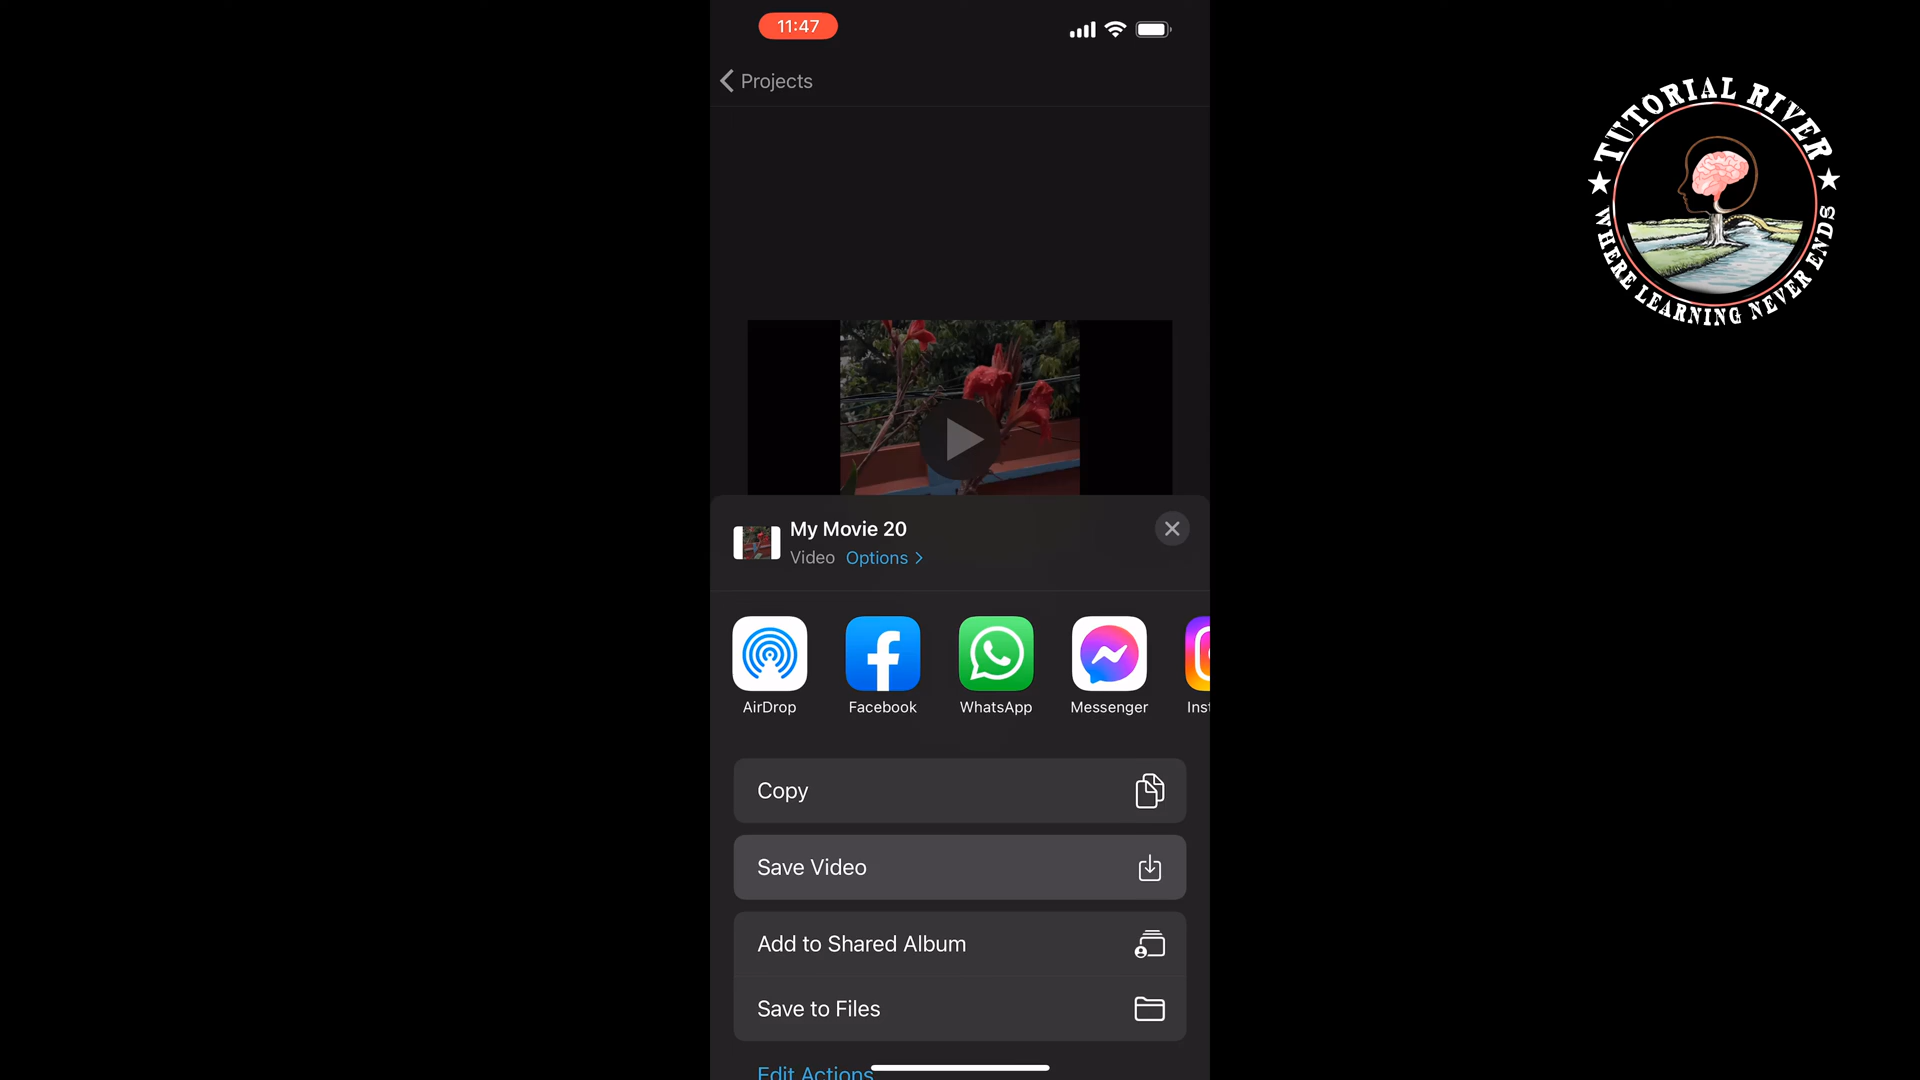 11:47
Projects
TUTORIAL RIVER
WHERE LEARNING NEVER ENDS
My Movie 20
Video Options >
AirDrop
Facebook
WhatsApp
Messenger
Inst
Copy
Save Video
Add to Shared Album
Save to Files
Edit Actions